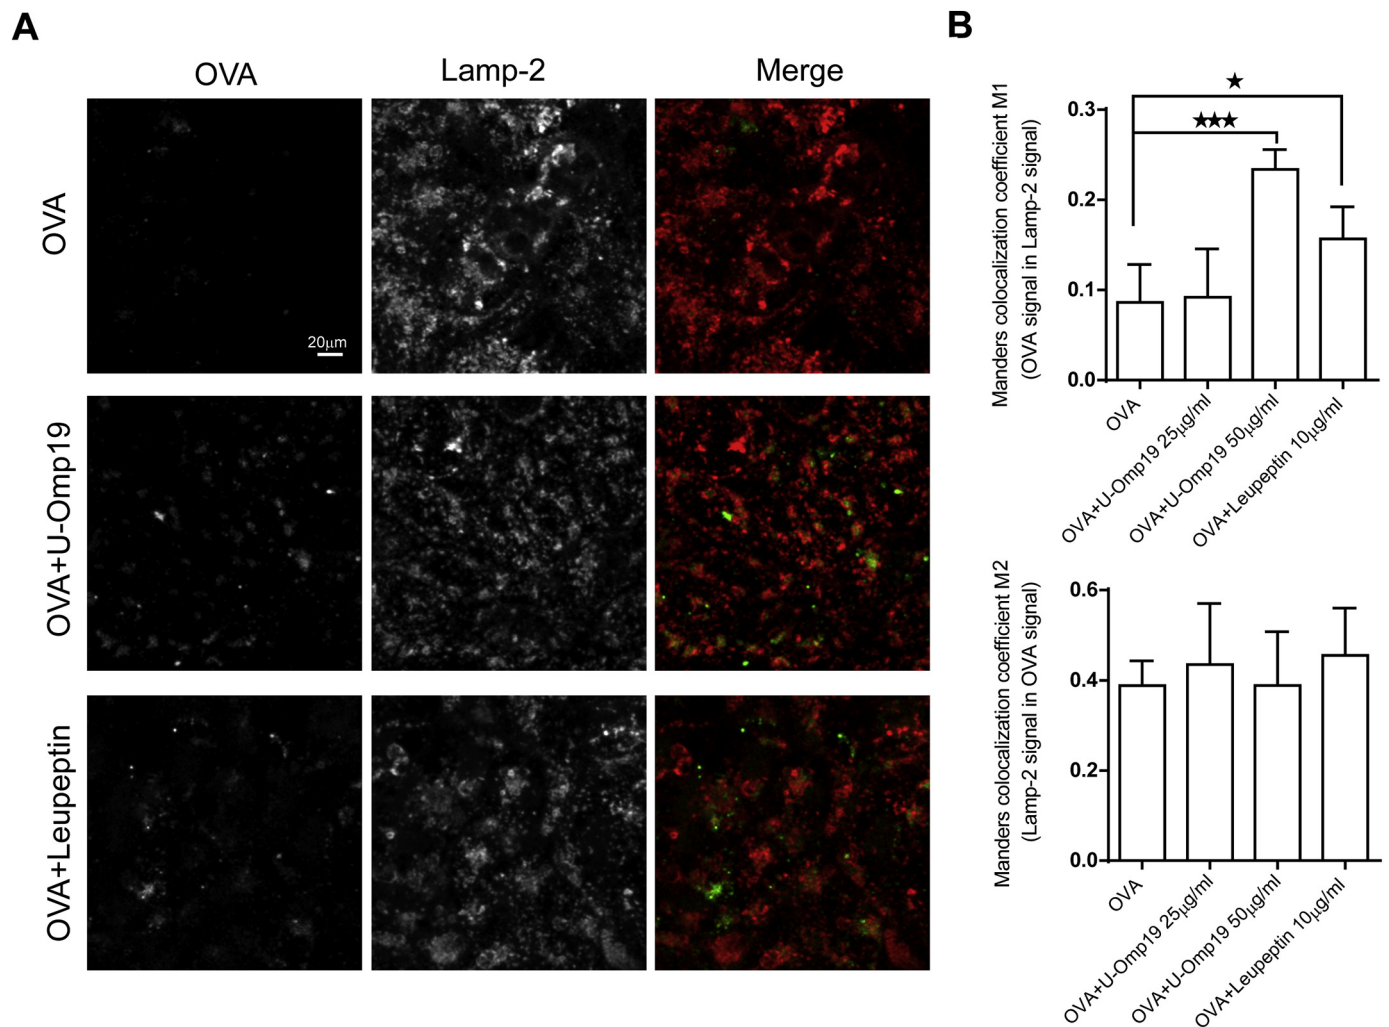 A
OVA
Lamp-2
Merge
OVA
20μm
OVA+U-Omp19
OVA+Leupeptin
B
Manders colocalization coefficient M1
(OVA signal in Lamp-2 signal)
0.3
0.2
0.1
0.0
★
★★★
OVA
OVA+U-Omp19 25μg/ml
OVA+U-Omp19 50μg/ml
OVA+Leupeptin 10μg/ml
Manders colocalization coefficient M2
(Lamp-2 signal in OVA signal)
0.6
0.4
0.2
0.0
OVA
OVA+U-Omp19 25μg/ml
OVA+U-Omp19 50μg/ml
OVA+Leupeptin 10μg/ml